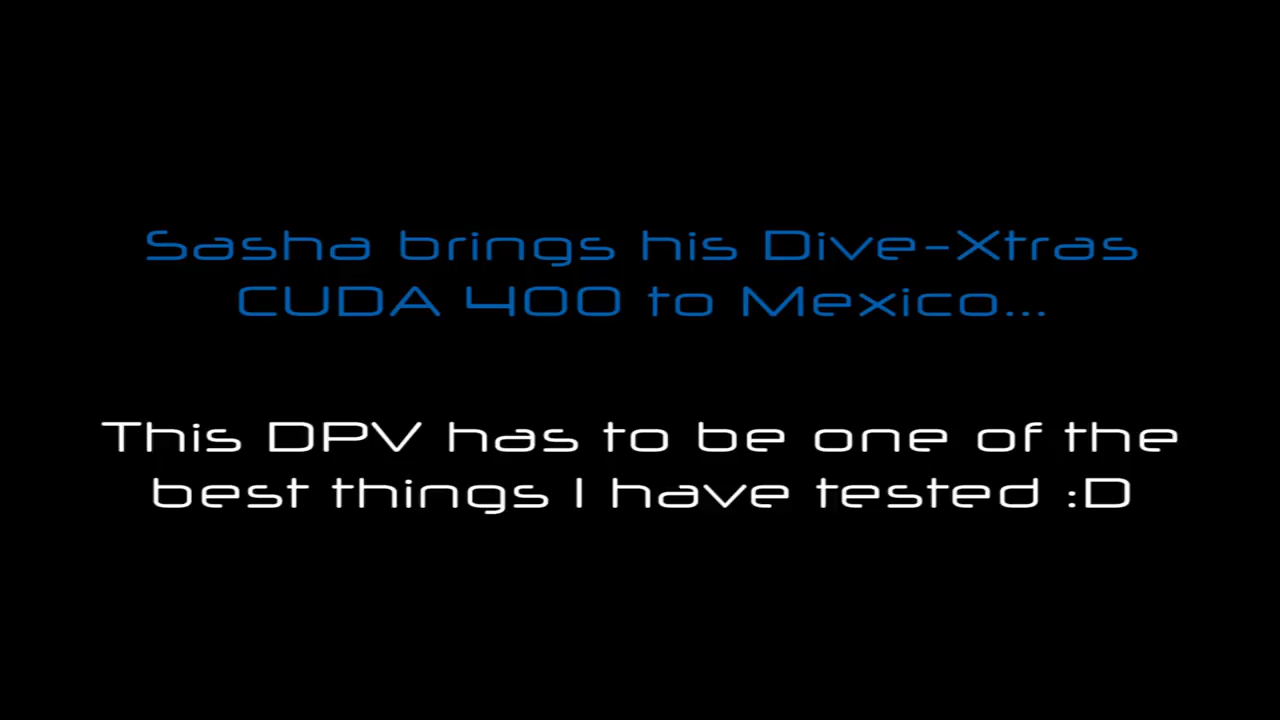 Sasha brings his Dive-Xtras
CUDA 400 to Mexico...
This DPV has to be one of the
best things I have tested :D